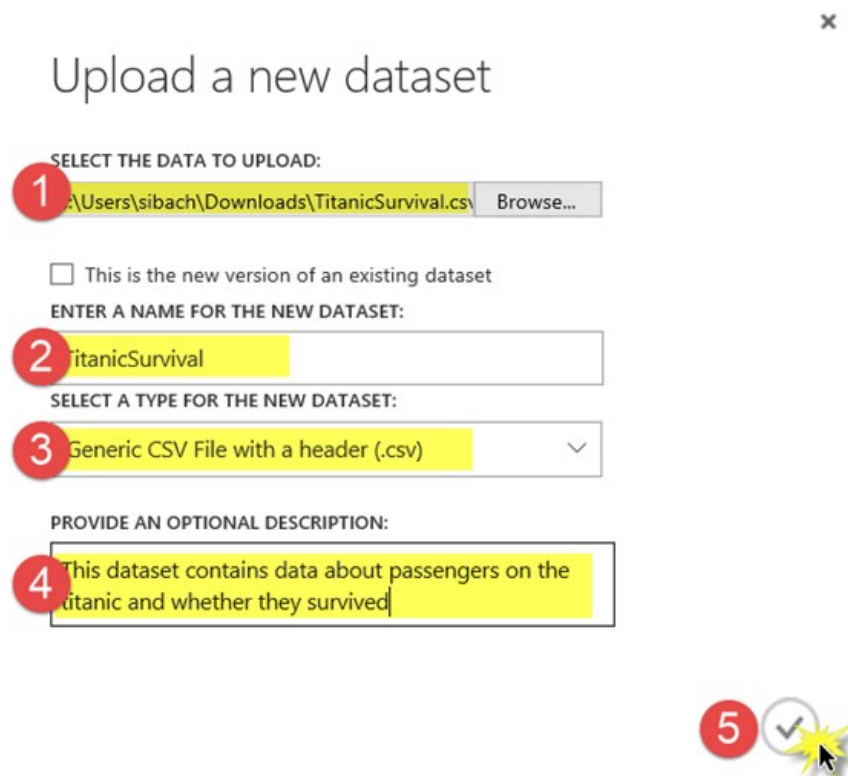 Upload a new dataset
SELECT THE DATA TO UPLOAD:
1
:\Users\sibach\Downloads\TitanicSurvival.csv
Browse...
This is the new version of an existing dataset
ENTER A NAME FOR THE NEW DATASET:
2
TitanicSurvival
SELECT A TYPE FOR THE NEW DATASET:
3
Generic CSV File with a header (.csv)
PROVIDE AN OPTIONAL DESCRIPTION:
4
This dataset contains data about passengers on the
titanic and whether they survived
5